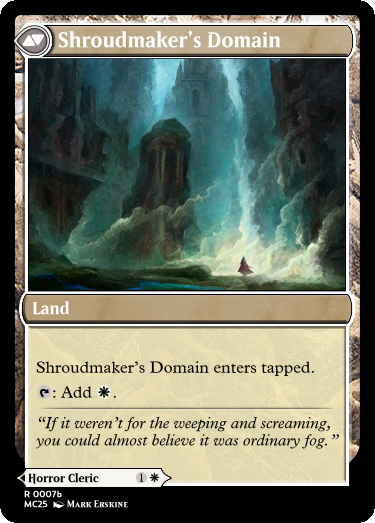 Shroudmaker's Domain
Land
Shroudmaker's Domain enters tapped.
: Add .
"If it weren't for the weeping and screaming,
you could almost believe it was ordinary fog."
Horror Cleric 1
R 0007b
MC25 Mark Erskine